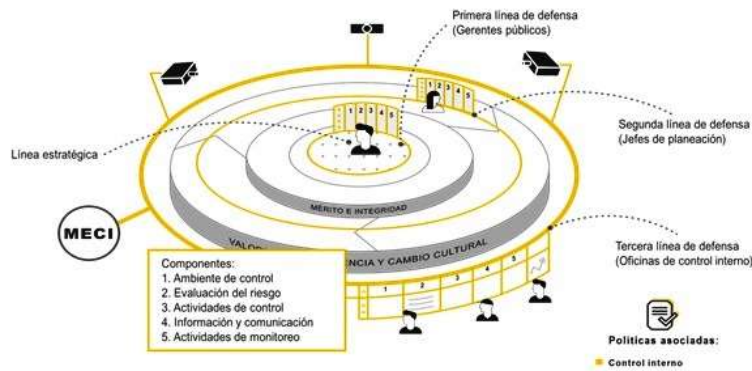 Primera línea de defensa
(Gerentes públicos)
1 2 3 4 5
1 2 3 4 5
Segunda línea de defensa
(Jefes de planeación)
Línea estratégica
MÉRITO E INTEGRIDAD
MECI
VALOR
ENCIA Y CAMBIO CULTURAL
Tercera línea de defensa
(Oficinas de control interno)
Componentes:
1. Ambiente de control
2. Evaluación del riesgo
3. Actividades de control
4. Información y comunicación
5. Actividades de monitoreo
1 2 3 4 5
Políticas asociadas:
Control interno